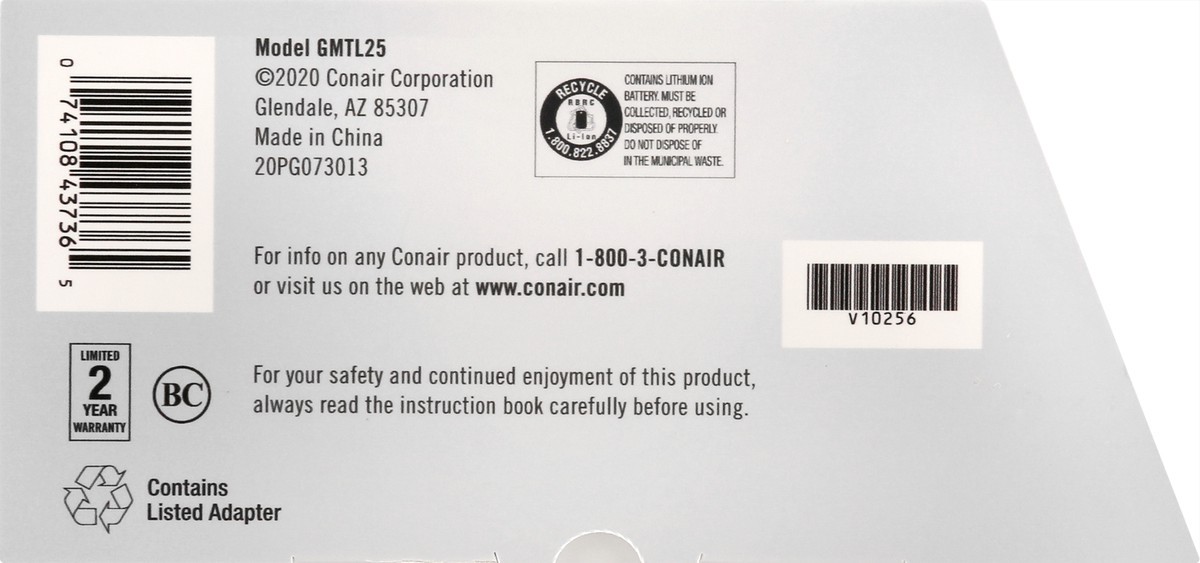 0 74108 43736 5
Model GMTL25
©2020 Conair Corporation
Glendale, AZ 85307
Made in China
20PG073013
RECYCLE
RBRC
Li-Ion
1.800.822.8837
CONTAINS LITHIUM ION
BATTERY. MUST BE
COLLECTED, RECYCLED OR
DISPOSED OF PROPERLY.
DO NOT DISPOSE OF
IN THE MUNICIPAL WASTE.
For info on any Conair product, call 1-800-3-CONAIR
or visit us on the web at www.conair.com
V10256
LIMITED
2
YEAR
WARRANTY
BC
For your safety and continued enjoyment of this product,
always read the instruction book carefully before using.
Contains
Listed Adapter